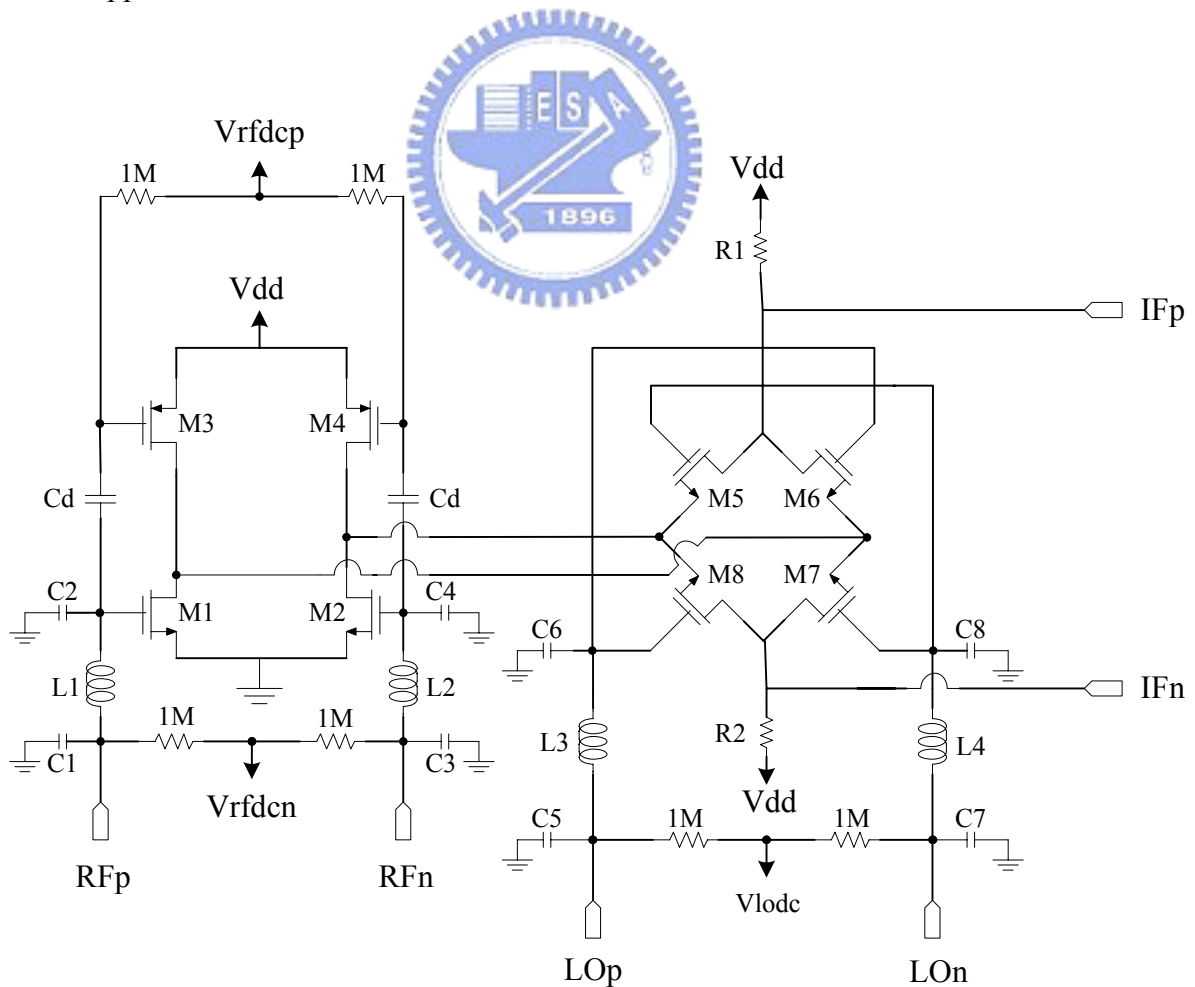 Vrfdcp
1M
1M
E S A
1896
Vdd
R1
IFp
Vdd
M3
M4
M5
M6
Cd
Cd
M8
M7
C2
M1
M2
C4
C6
C8
L1
L2
1M
1M
IFn
R2
L3
L4
C1
C3
Vrfdcn
Vdd
C5
1M
1M
C7
RFp
RFn
Vlodc
LOp
LOn